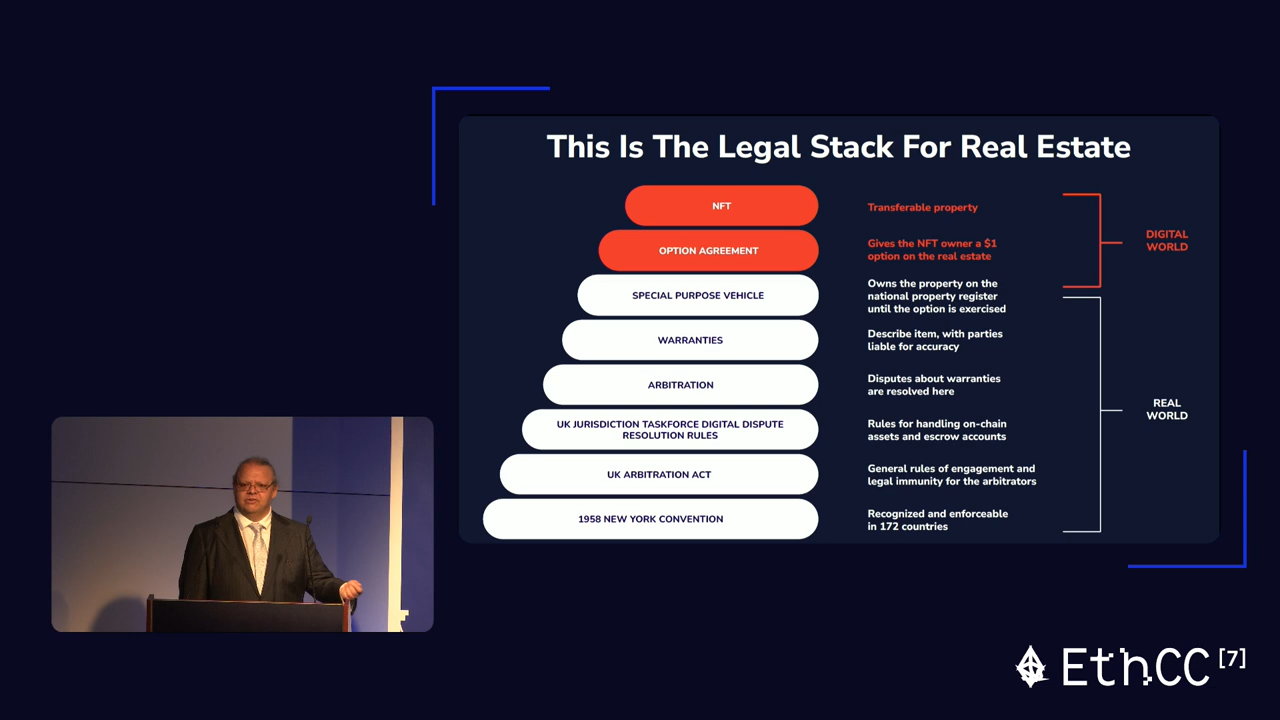 This Is The Legal Stack For Real Estate
NFT
Transferable property
OPTION AGREEMENT
Gives the NFT owner a $1
option on the real estate
DIGITAL
WORLD
SPECIAL PURPOSE VEHICLE
Owns the property on the
national property register
until the option is exercised
WARRANTIES
Describe item, with parties
liable for accuracy
ARBITRATION
Disputes about warranties
are resolved here
REAL
WORLD
UK JURISDICTION TASKFORCE DIGITAL DISPUTE
RESOLUTION RULES
Rules for handling on-chain
assets and escrow accounts
UK ARBITRATION ACT
General rules of engagement and
legal immunity for the arbitrators
1958 NEW YORK CONVENTION
Recognized and enforceable
in 172 countries
EthCC [7]